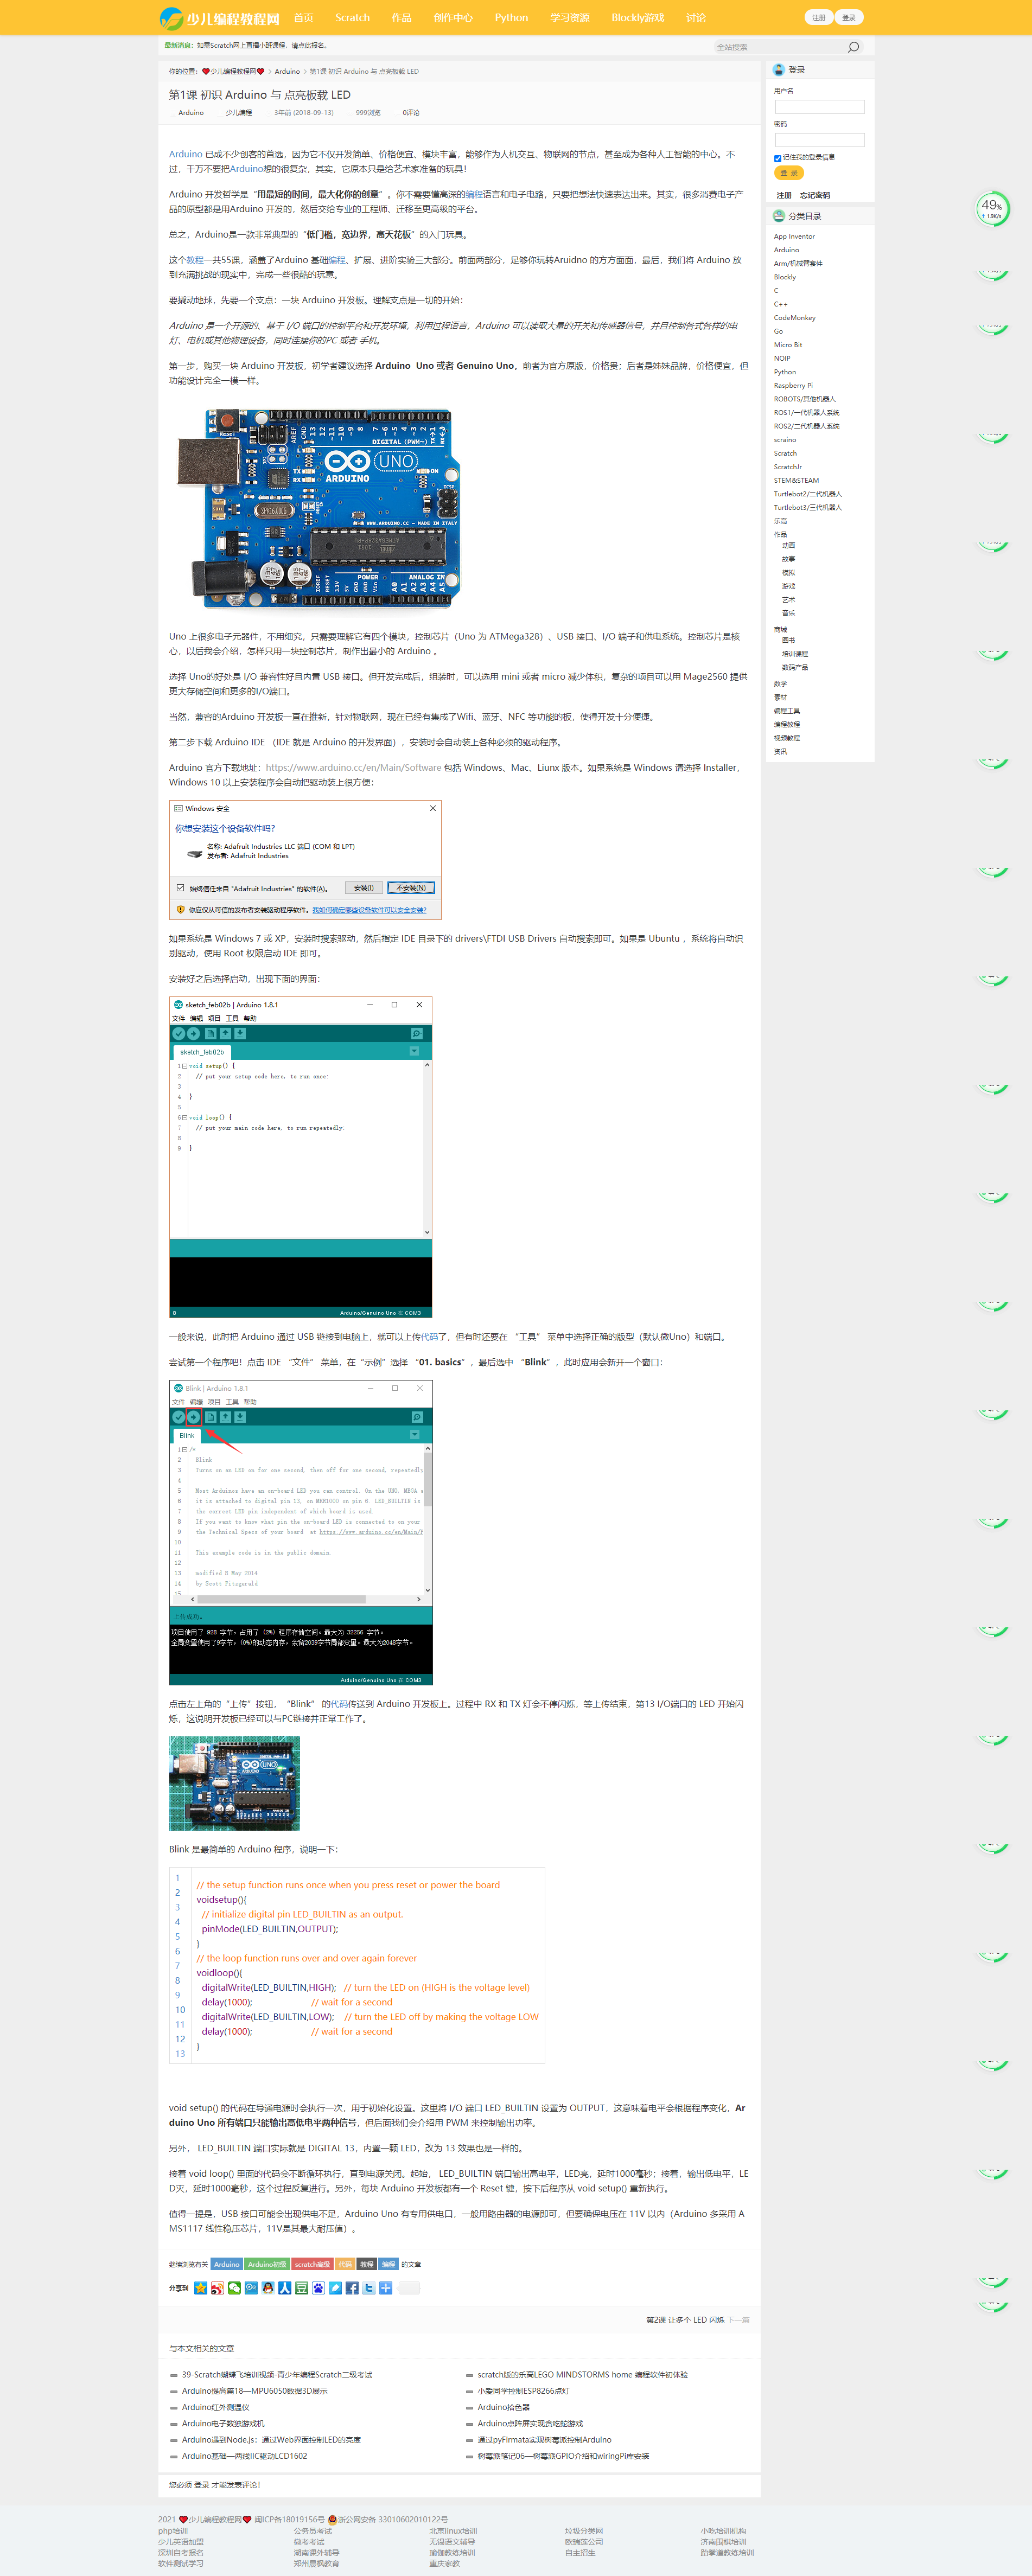 少儿编程教程网 首页 Scratch 作品 创作中心 Python 学习资源 Blockly游戏 讨论 注册 登录
最新消息：如需Scratch网上直播小班课程，请点此报名。 全站搜索
你的位置：少儿编程教程网 > Arduino > 第1课 初识 Arduino 与 点亮板载 LED
第1课 初识 Arduino 与 点亮板载 LED
Arduino 少儿编程 3年前 (2018-09-13) 999浏览 0评论
Arduino 已成不少创客的首选，因为它不仅开发简单、价格便宜、模块丰富，能够作为人机交互、物联网的节点，甚至成为各种人工智能的中心。不
过，千万不要把Arduino想的很复杂，其实，它原本只是给艺术家准备的玩具！
Arduino 开发哲学是“用最短的时间，最大化你的创意”。你不需要懂高深的编程语言和电子电路，只要把想法快速表达出来。其实，很多消费电子产
品的原型都是用Arduino 开发的，然后交给专业的工程师、迁移至更高级的平台。
总之，Arduino是一款非常典型的“低门槛，宽边界，高天花板”的入门玩具。
这个教程一共55课，涵盖了Arduino 基础编程、扩展、进阶实验三大部分。前面两部分，足够你玩转Aruidno 的方方面面，最后，我们将 Arduino 放
到充满挑战的现实中，完成一些很酷的玩意。
要撬动地球，先要一个支点：一块 Arduino 开发板。理解支点是一切的开始：
Arduino 是一个开源的、基于 I/O 端口的控制平台和开发环境，利用过程语言，Arduino 可以读取大量的开关和传感器信号，并且控制各式各样的电
灯、电机或其他物理设备，同时连接你的PC 或者 手机。
第一步，购买一块 Arduino 开发板，初学者建议选择 Arduino Uno 或者 Genuino Uno。前者为官方原版，价格贵；后者是姊妹品牌，价格便宜，但
功能设计完全一模一样。
DIGITAL (PWM~)
UNO
ARDUINO
WWW.ARDUINO.CC - MADE IN ITALY
POWER ANALOG IN
Uno 上很多电子元器件，不用细究，只需要理解它有四个模块，控制芯片（Uno 为 ATMega328）、USB 接口、I/O 端子和供电系统。控制芯片是核
心，以后我会介绍，怎样只用一块控制芯片，制作出最小的 Arduino 。
选择 Uno的好处是 I/O 兼容性好且内置 USB 接口。但开发完成后，组装时，可以选用 mini 或者 micro 减少体积，复杂的项目可以用 Mage2560 提供
更大存储空间和更多的I/O端口。
当然，兼容的Arduino 开发板一直在推新，针对物联网，现在已经有集成了Wifi、蓝牙、NFC 等功能的板，使得开发十分便捷。
第二步下载 Arduino IDE （IDE 就是 Arduino 的开发界面），安装时会自动装上各种必须的驱动程序。
Arduino 官方下载地址：https://www.arduino.cc/en/Main/Software 包括 Windows、Mac、Liunx 版本。如果系统是 Windows 请选择 Installer，
Windows 10 以上安装程序会自动把驱动装上很方便：
Windows 安全
你想安装这个设备软件吗？
名称: Adafruit Industries LLC 端口 (COM 和 LPT)
发布者: Adafruit Industries
始终信任来自 "Adafruit Industries" 的软件(A)。 安装(I) 不安装(N)
你应仅从可信的发布者安装驱动程序软件。我如何确定哪些设备软件可以安全安装?
如果系统是 Windows 7 或 XP，安装时搜索驱动，然后指定 IDE 目录下的 drivers\FTDI USB Drivers 自动搜索即可。如果是 Ubuntu ，系统将自动识
别驱动，使用 Root 权限启动 IDE 即可。
安装好之后选择启动，出现下面的界面：
sketch_feb02b | Arduino 1.8.1
文件 编辑 项目 工具 帮助
sketch_feb02b
1 void setup() {
2 // put your setup code here, to run once:
3
4 }
5
6 void loop() {
7 // put your main code here, to run repeatedly:
8
9 }
8 Arduino/Genuino Uno 在 COM3
一般来说，此时把 Arduino 通过 USB 链接到电脑上，就可以上传代码了，但有时还要在 “工具” 菜单中选择正确的版型（默认微Uno）和端口。
尝试第一个程序吧！点击 IDE “文件” 菜单，在“示例”选择 “01. basics”，最后选中 “Blink”，此时应用会新开一个窗口：
Blink | Arduino 1.8.1
文件 编辑 项目 工具 帮助
Blink
1 /*
2 Blink
3 Turns on an LED on for one second, then off for one second, repeatedly
4
5 Most Arduinos have an on-board LED you can control. On the UNO, MEGA a
6 it is attached to digital pin 13, on MKR1000 on pin 6. LED_BUILTIN is
7 the correct LED pin independent of which board is used.
8 If you want to know what pin the on-board LED is connected to on your
9 the Technical Specs of your board at https://www.arduino.cc/en/Main/P
10
11 This example code is in the public domain.
12
13 modified 8 May 2014
14 by Scott Fitzgerald
15
上传成功。
项目使用了 928 字节，占用了 (2%) 程序存储空间。最大为 32256 字节。
全局变量使用了9字节，(0%)的动态内存，余留2039字节局部变量。最大为2048字节。
Arduino/Genuino Uno 在 COM3
点击左上角的“上传”按钮，“Blink” 的代码传送到 Arduino 开发板上。过程中 RX 和 TX 灯会不停闪烁，等上传结束，第13 I/O端口的 LED 开始闪
烁，这说明开发板已经可以与PC链接并正常工作了。
UNO
Blink 是最简单的 Arduino 程序，说明一下：
1
2 // the setup function runs once when you press reset or power the board
3 voidsetup(){
4 // initialize digital pin LED_BUILTIN as an output.
5 pinMode(LED_BUILTIN,OUTPUT);
6 }
7 // the loop function runs over and over again forever
8 voidloop(){
9 digitalWrite(LED_BUILTIN,HIGH); // turn the LED on (HIGH is the voltage level)
10 delay(1000); // wait for a second
11 digitalWrite(LED_BUILTIN,LOW); // turn the LED off by making the voltage LOW
12 delay(1000); // wait for a second
13 }
void setup() 的代码在导通电源时会执行一次，用于初始化设置。这里将 I/O 端口 LED_BUILTIN 设置为 OUTPUT，这意味着电平会根据程序变化，Ar
duino Uno 所有端口只能输出高低电平两种信号，但后面我们会介绍用 PWM 来控制输出功率。
另外， LED_BUILTIN 端口实际就是 DIGITAL 13，内置一颗 LED，改为 13 效果也是一样的。
接着 void loop() 里面的代码会不断循环执行，直到电源关闭。起始， LED_BUILTIN 端口输出高电平，LED亮，延时1000毫秒；接着，输出低电平，LE
D灭，延时1000毫秒，这个过程反复进行。另外，每块 Arduino 开发板都有一个 Reset 键，按下后程序从 void setup() 重新执行。
值得一提是，USB 接口可能会出现供电不足，Arduino Uno 有专用供电口，一般用路由器的电源即可，但要确保电压在 11V 以内（Arduino 多采用 A
MS1117 线性稳压芯片，11V是其最大耐压值）。
继续浏览有关 Arduino Arduino初级 scratch高级 代码 教程 编程 的文章
分享到
第2课 让多个 LED 闪烁 下一篇
与本文相关的文章
39-Scratch蝴蝶飞培训视频-青少年编程Scratch二级考试
scratch版的乐高LEGO MINDSTORMS home 编程软件初体验
Arduino提高篇18—MPU6050数据3D展示
小爱同学控制ESP8266点灯
Arduino红外测温仪
Arduino拾色器
Arduino电子数独游戏机
Arduino点阵屏实现贪吃蛇游戏
Arduino遇到Node.js：通过Web界面控制LED的亮度
通过pyFirmata实现树莓派控制Arduino
Arduino基础—两线IIC驱动LCD1602
树莓派笔记06—树莓派GPIO介绍和wiringPi库安装
您必须 登录 才能发表评论！
登录
用户名
密码
记住我的登录信息
登 录
注册 忘记密码
分类目录
App Inventor
Arduino
Arm/机械臂套件
Blockly
C
C++
CodeMonkey
Go
Micro Bit
NOIP
Python
Raspberry Pi
ROBOTS/其他机器人
ROS1/一代机器人系统
ROS2/二代机器人系统
scraino
Scratch
ScratchJr
STEM&STEAM
Turtlebot2/二代机器人
Turtlebot3/三代机器人
乐高
作品
动画
故事
模拟
游戏
艺术
音乐
商城
图书
培训课程
数码产品
数学
素材
编程工具
编程教程
视频教程
资讯
49%
↑ 1.9K/s
2021 少儿编程教程网 闽ICP备18019156号 浙公网安备 33010602010122号
php培训 公务员考试 北京linux培训 垃圾分类网 小吃培训机构
少儿英语加盟 微考考试 无锡语文辅导 欧瑞莲公司 济南围棋培训
深圳自考报名 湖南课外辅导 瑜伽教练培训 自主招生 跆拳道教练培训
软件测试学习 郑州晨枫教育 重庆家教